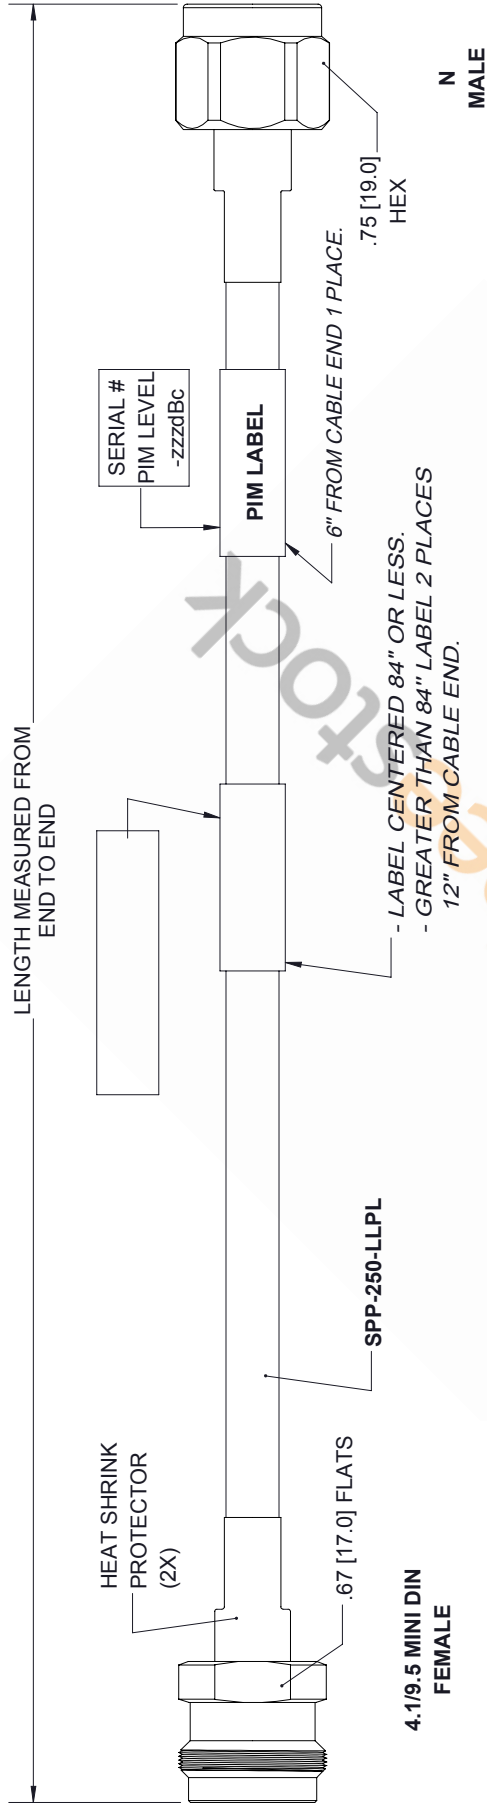 LENGTH MEASURED FROM
END TO END
HEAT SHRINK
PROTECTOR
(2X)
SERIAL #
PIM LEVEL
-zzzdBc
PIM LABEL
6" FROM CABLE END 1 PLACE.
.75 [19.0]
HEX
N
MALE
- LABEL CENTERED 84" OR LESS.
- GREATER THAN 84" LABEL 2 PLACES
12" FROM CABLE END.
SPP-250-LLPL
.67 [17.0] FLATS
4.1/9.5 MINI DIN
FEMALE